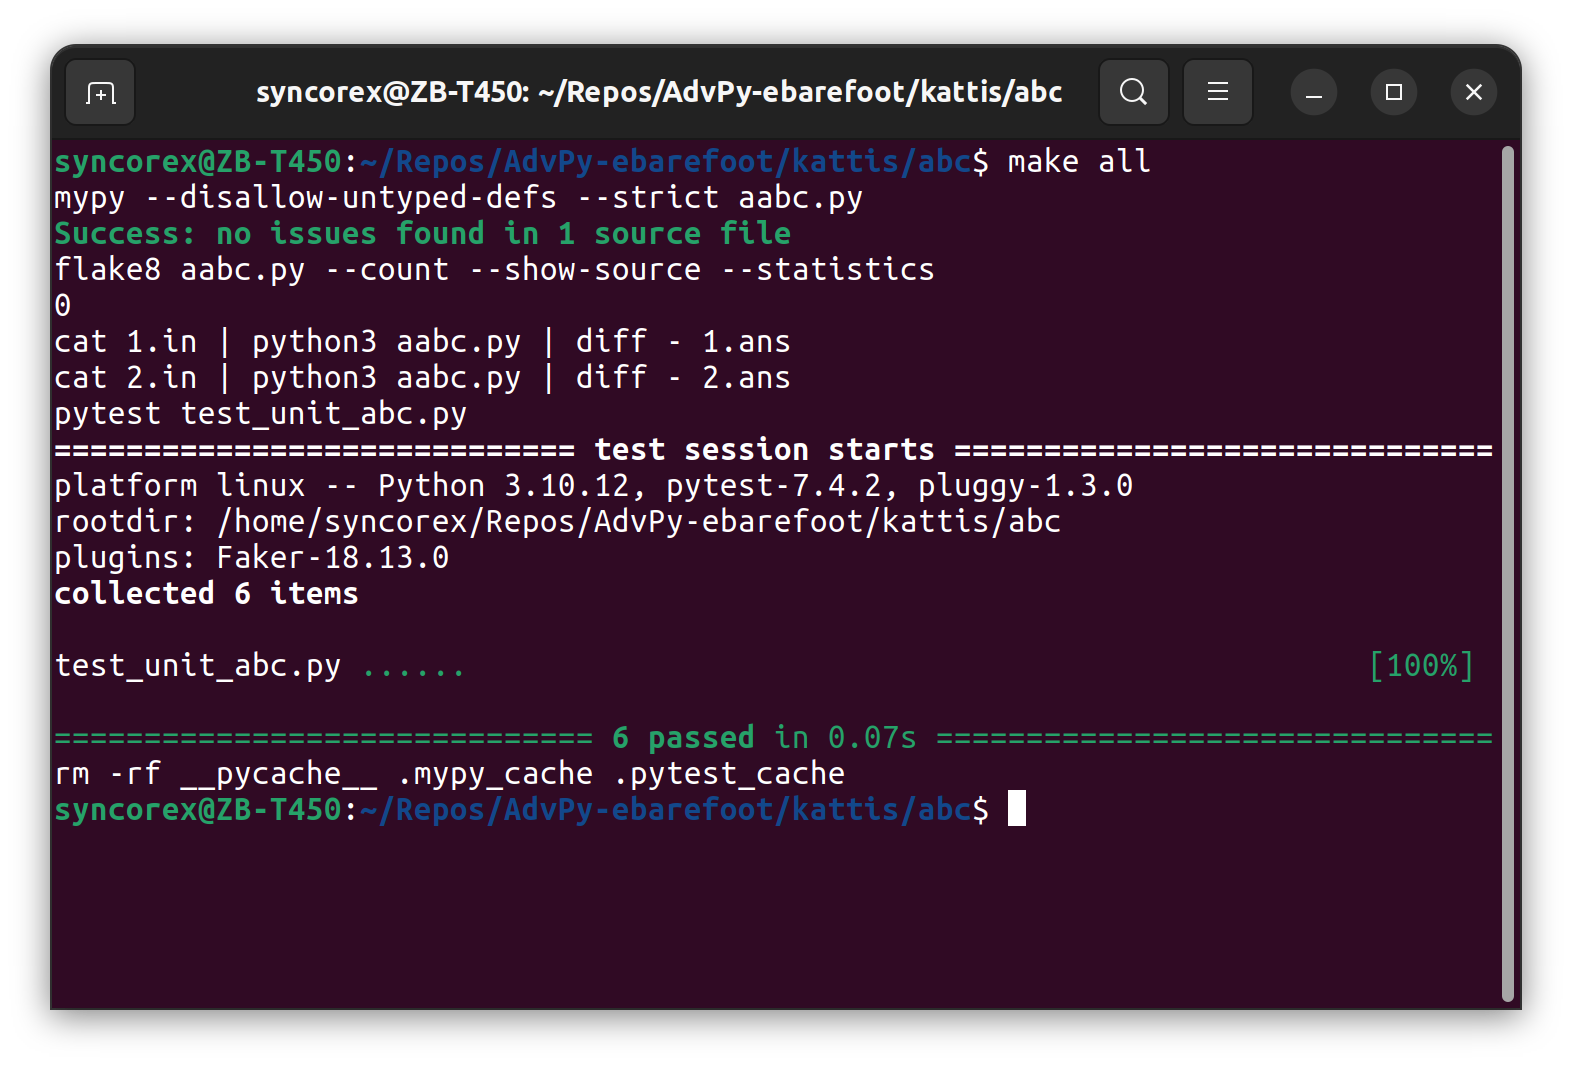 syncorex@ZB-T450: ~/Repos/AdvPy-ebarefoot/kattis/abc
syncorex@ZB-T450:~/Repos/AdvPy-ebarefoot/kattis/abc$ make all
mypy --disallow-untyped-defs --strict aabc.py
Success: no issues found in 1 source file
flake8 aabc.py --count --show-source --statistics
0
cat 1.in | python3 aabc.py | diff - 1.ans
cat 2.in | python3 aabc.py | diff - 2.ans
pytest test_unit_abc.py
============================= test session starts ==============================
platform linux -- Python 3.10.12, pytest-7.4.2, pluggy-1.3.0
rootdir: /home/syncorex/Repos/AdvPy-ebarefoot/kattis/abc
plugins: Faker-18.13.0
collected 6 items
test_unit_abc.py ...... [100%]
============================== 6 passed in 0.07s ===============================
rm -rf __pycache__ .mypy_cache .pytest_cache
syncorex@ZB-T450:~/Repos/AdvPy-ebarefoot/kattis/abc$